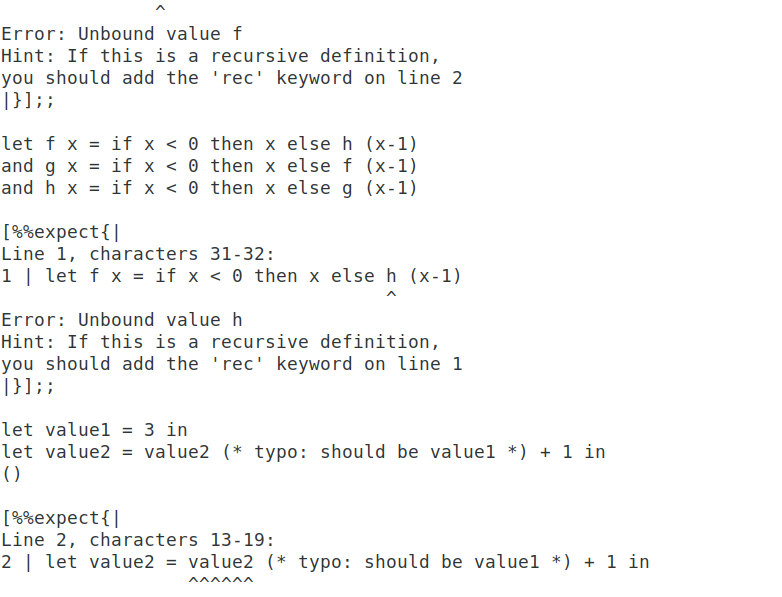 ^
Error: Unbound value f
Hint: If this is a recursive definition,
you should add the 'rec' keyword on line 2
|}];;
let f x = if x < 0 then x else h (x-1)
and g x = if x < 0 then x else f (x-1)
and h x = if x < 0 then x else g (x-1)
[%%expect{|
Line 1, characters 31-32:
1 | let f x = if x < 0 then x else h (x-1)
^
Error: Unbound value h
Hint: If this is a recursive definition,
you should add the 'rec' keyword on line 1
|}];;
let value1 = 3 in
let value2 = value2 (* typo: should be value1 *) + 1 in
()
[%%expect{|
Line 2, characters 13-19:
2 | let value2 = value2 (* typo: should be value1 *) + 1 in
^^^^^^